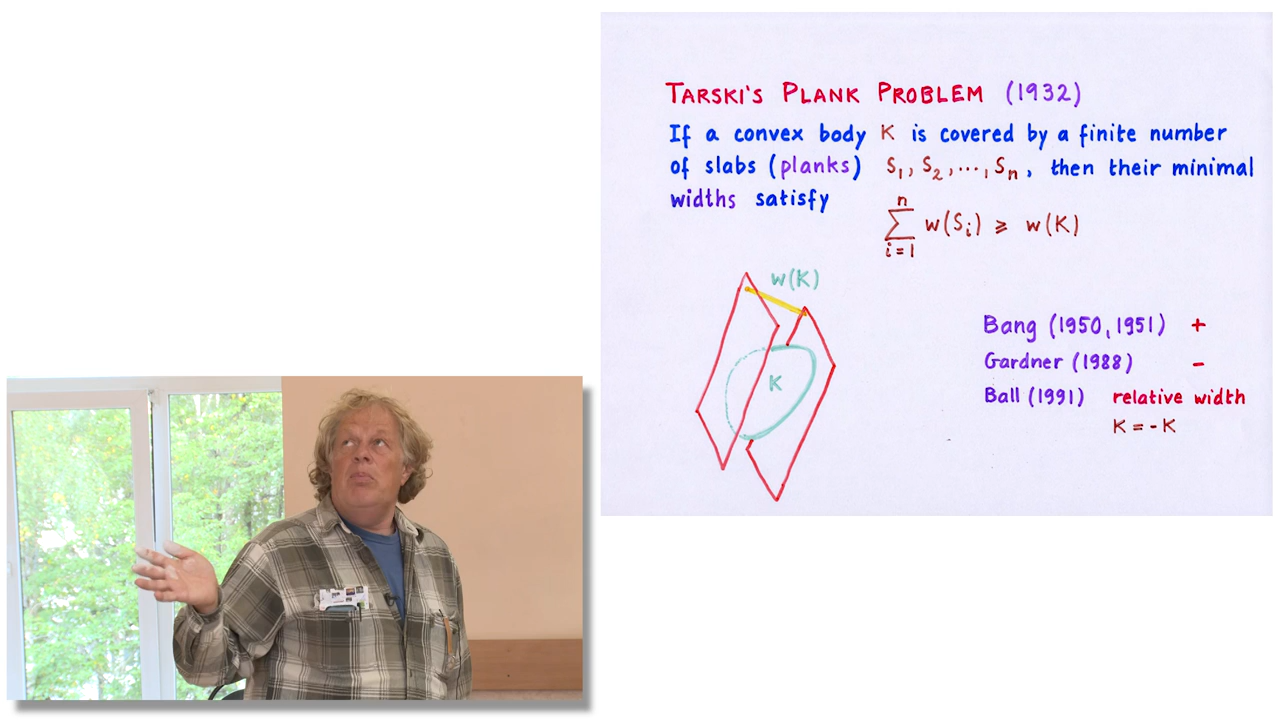 TARSKI'S PLANK PROBLEM (1932)
If a convex body K is covered by a finite number
of slabs (planks) S₁, S₂, ..., Sₙ, then their minimal
widths satisfy
n
∑ w(Sᵢ) ≥ w(K)
i=1
w(K)
K
Bang (1950, 1951) +
Gardner (1988) -
Ball (1991) relative width
K = -K